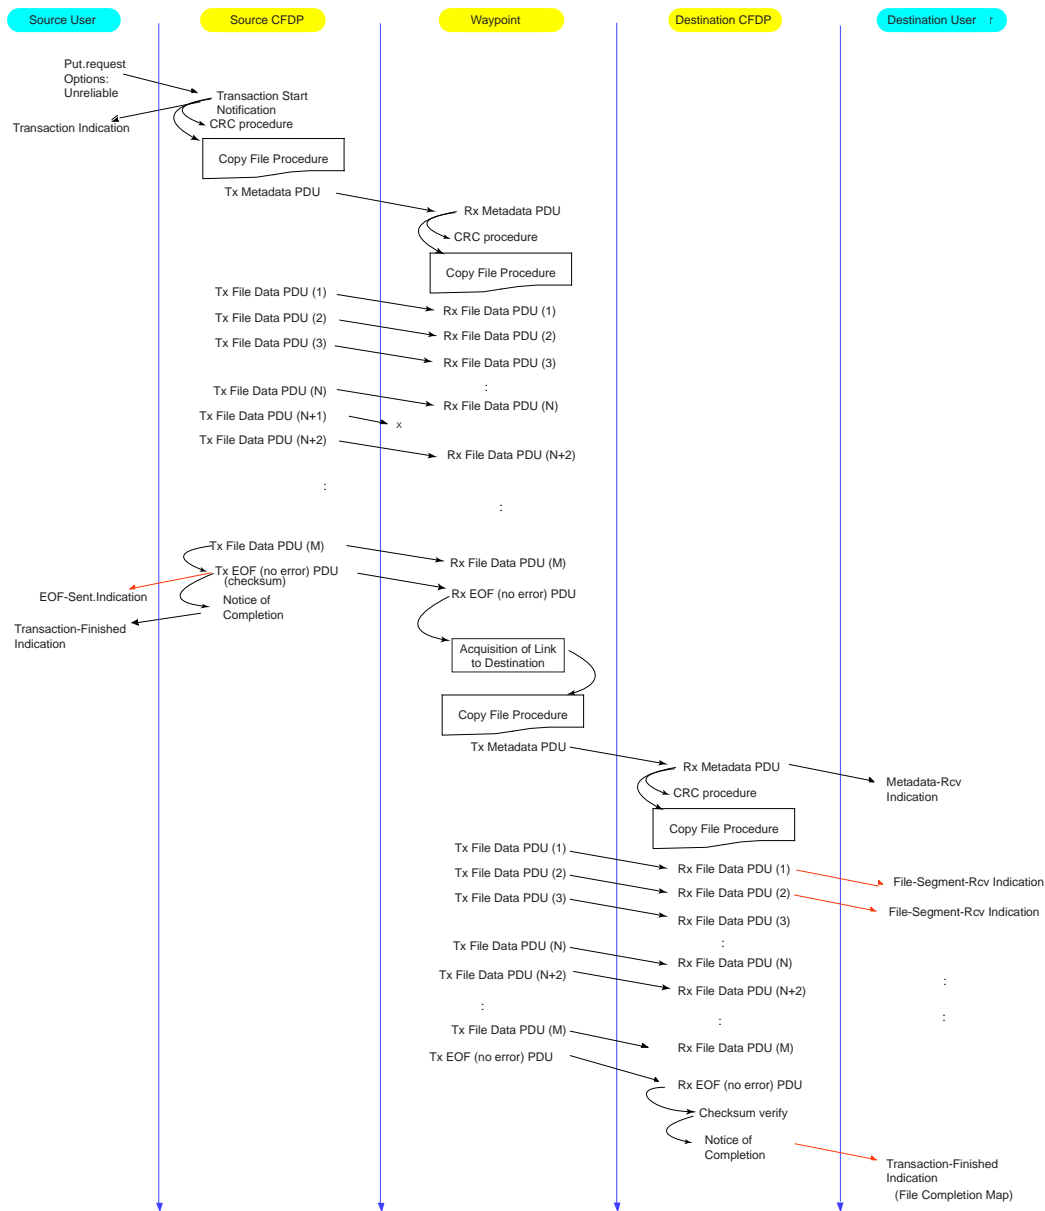 Source User
Source CFDP
Waypoint
Destination CFDP
Destination User r
Put.request
Options:
Unreliable
Transaction Start
Notification
Transaction Indication
CRC procedure
Copy File Procedure
Tx Metadata PDU
Rx Metadata PDU
CRC procedure
Copy File Procedure
Tx File Data PDU (1)
Rx File Data PDU (1)
Tx File Data PDU (2)
Rx File Data PDU (2)
Tx File Data PDU (3)
Rx File Data PDU (3)
:
Tx File Data PDU (N)
Rx File Data PDU (N)
Tx File Data PDU (N+1)
x
Tx File Data PDU (N+2)
Rx File Data PDU (N+2)
:
:
Tx File Data PDU (M)
Rx File Data PDU (M)
Tx EOF (no error) PDU
(checksum)
EOF-Sent.Indication
Rx EOF (no error) PDU
Notice of
Completion
Transaction-Finished
Indication
Acquisition of Link
to Destination
Copy File Procedure
Tx Metadata PDU
Rx Metadata PDU
Metadata-Rcv
Indication
CRC procedure
Copy File Procedure
Tx File Data PDU (1)
Rx File Data PDU (1)
File-Segment-Rcv Indication
Tx File Data PDU (2)
Rx File Data PDU (2)
File-Segment-Rcv Indication
Tx File Data PDU (3)
Rx File Data PDU (3)
:
Tx File Data PDU (N)
Rx File Data PDU (N)
Tx File Data PDU (N+2)
Rx File Data PDU (N+2)
:
:
:
:
Tx File Data PDU (M)
Rx File Data PDU (M)
Tx EOF (no error) PDU
Rx EOF (no error) PDU
Checksum verify
Notice of
Completion
Transaction-Finished
Indication
(File Completion Map)